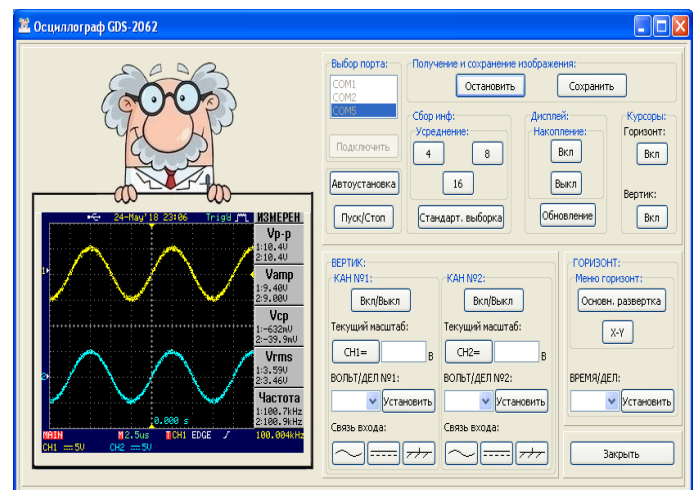 Осциллограф GDS-2062
Выбор порта:
COM1
COM2
COM5
Подключить
Автоустановка
Пуск/Стоп
Получение и сохранение изображения:
Остановить
Сохранить
Сбор инф:
Усреднение:
4
8
16
Стандарт. выборка
Дисплей:
Накопление:
Вкл
Выкл
Обновление
Курсоры:
Горизонт:
Вкл
Вертик:
Вкл
24-May'18 23:06 Trig'd ИЗМЕРЕН
Vp-p
1:10.4V
2:10.4V
Vamp
1:9.40V
2:9.00V
Vcp
1:-632mV
2:-39.9mV
Vrms
1:3.59V
2:3.46V
Частота
1:100.7kHz
2:100.9kHz
1
2
0.000 s
MAIN M 2.5us T CH1 EDGE 100.004kHz
CH1 5V CH2 5V
ВЕРТИК:
КАН №1:
Вкл/Выкл
Текущий масштаб:
CH1= В
ВОЛЬТ/ДЕЛ №1:
Установить
Связь входа:
КАН №2:
Вкл/Выкл
Текущий масштаб:
CH2= В
ВОЛЬТ/ДЕЛ №2:
Установить
Связь входа:
ГОРИЗОНТ:
Меню горизонт:
Основн. развертка
X-Y
ВРЕМЯ/ДЕЛ:
Установить
Закрыть